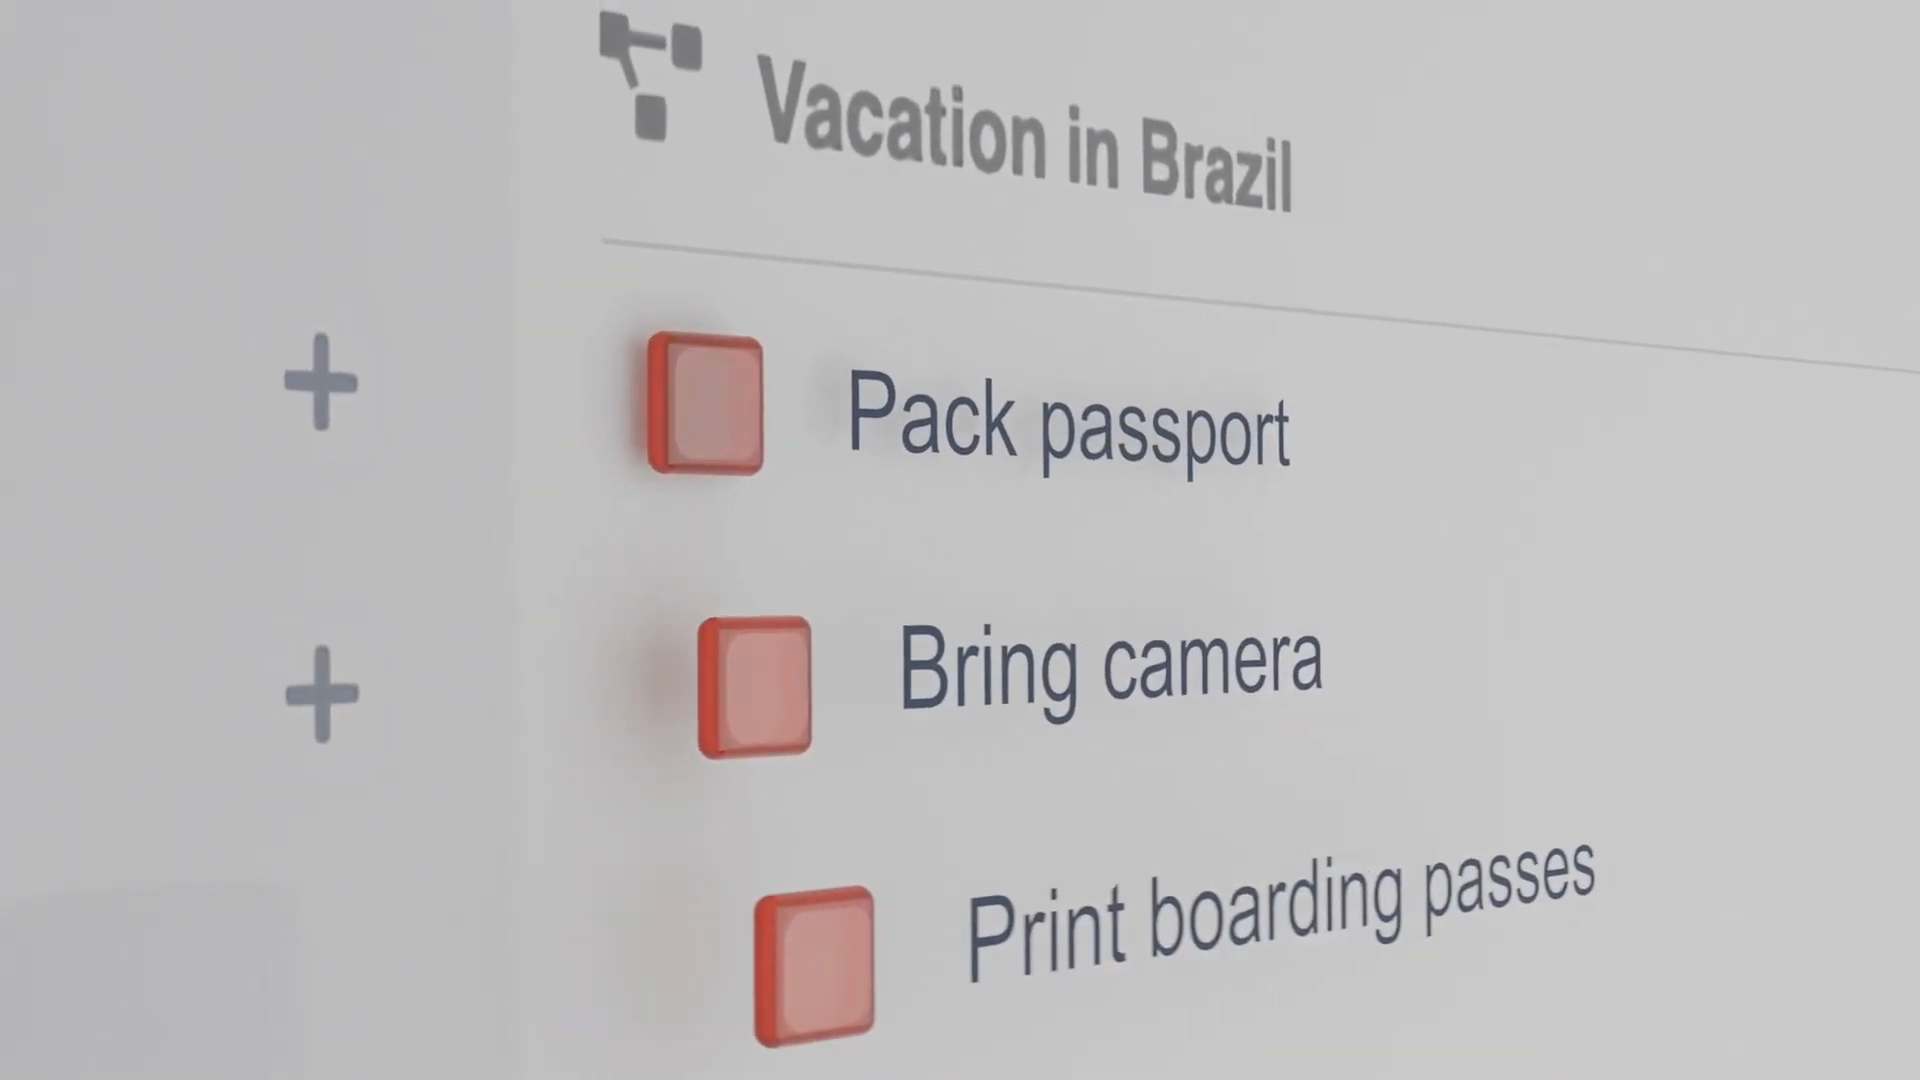 Vacation in Brazil
Pack passport
Bring camera
Print boarding passes